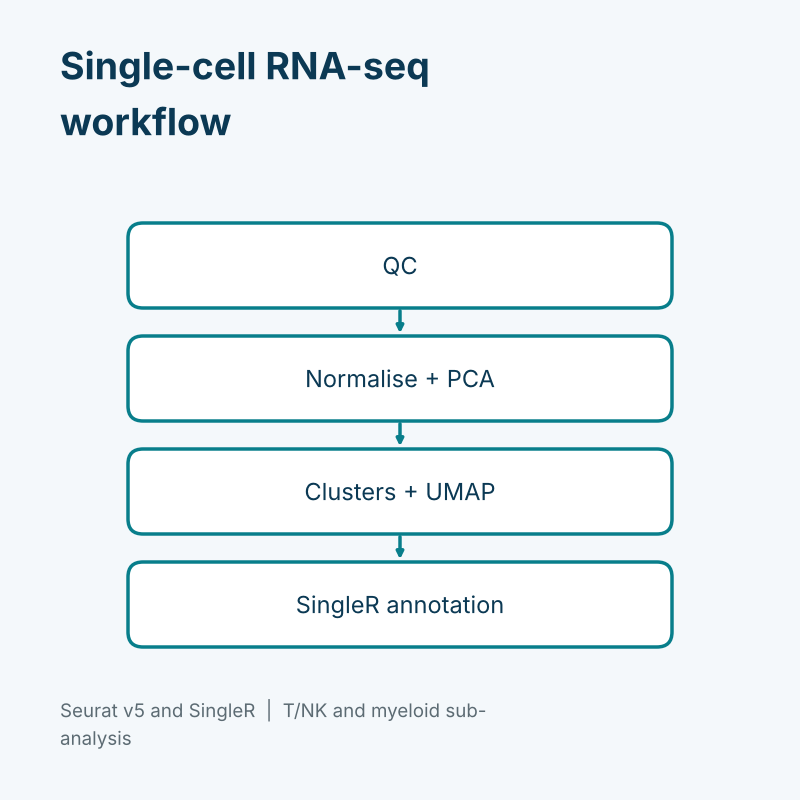 Single-cell RNA-seq
workflow
QC
Normalise + PCA
Clusters + UMAP
SingleR annotation
Seurat v5 and SingleR | T/NK and myeloid sub-
analysis